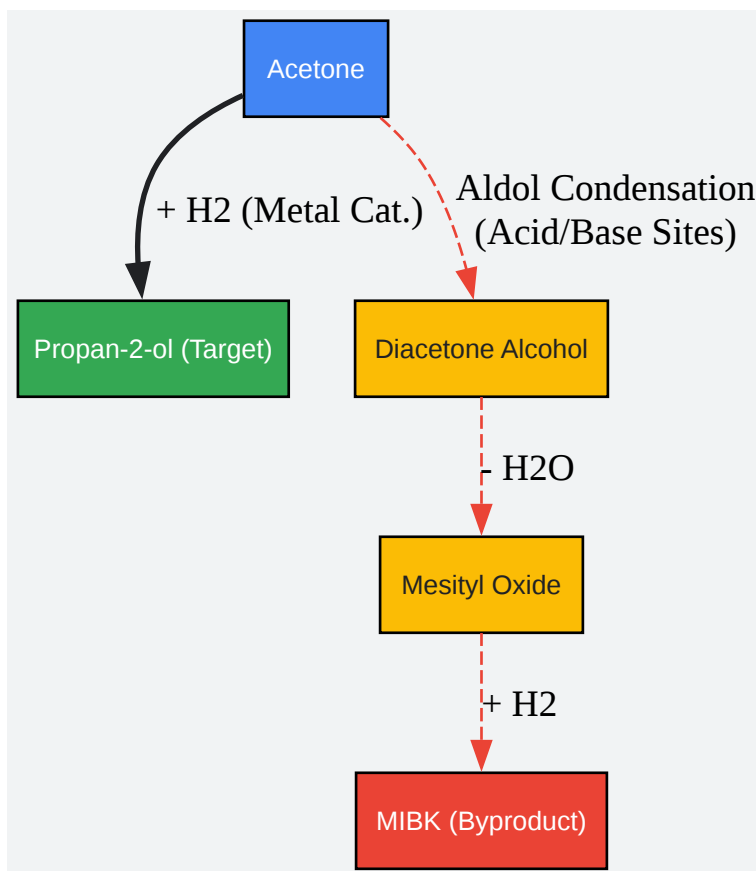 Acetone
+ H2 (Metal Cat.)
Aldol Condensation
(Acid/Base Sites)
Propan-2-ol (Target)
Diacetone Alcohol
- H2O
Mesityl Oxide
+ H2
MIBK (Byproduct)